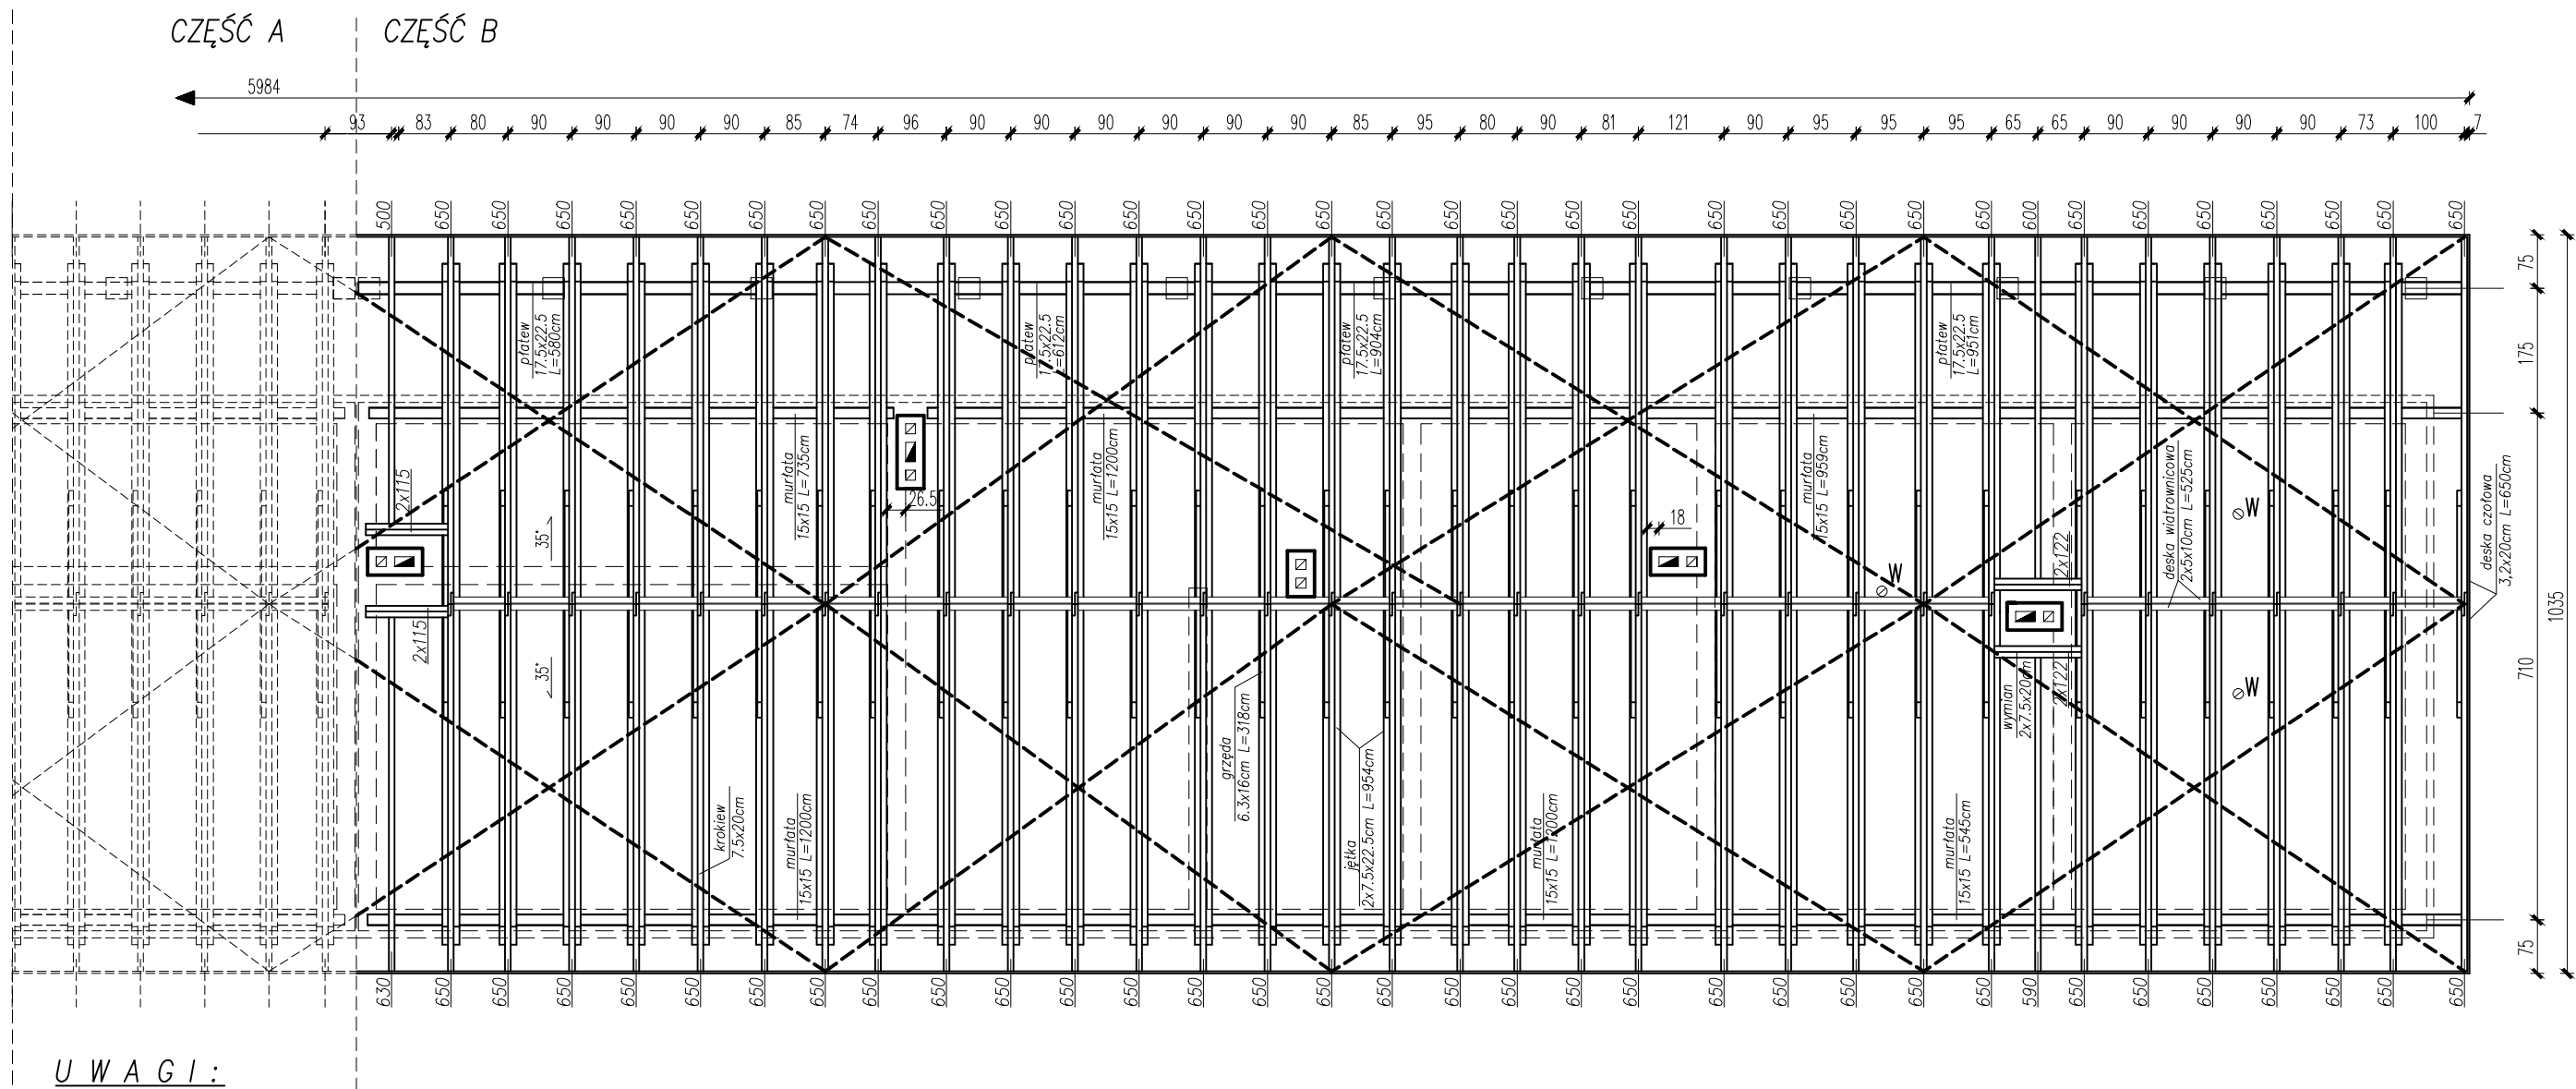 CZĘŚĆ A
CZĘŚĆ B
5984
93 83 80 90 90 90 90 85 74 96 90 90 90 90 90 90 85 95 80 90 81 121 90 95 95 95 65 65 90 90 90 90 73 100 7
500 650 650 650 650 650 650 650 650 650 650 650 650 650 650 650 650 650 650 650 650 650 650 650 650 650 600 650 650 650 650 650 650 650
płatew
17.5x22.5
L=580cm
płatew
17.5x22.5
L=612cm
płatew
17.5x22.5
L=904cm
płatew
17.5x22.5
L=951cm
75
175
710
75
1035
2x115
2x115
35°
35°
murłata
15x15 L=735cm
26.5
murłata
15x15 L=1200cm
18
murłata
15x15 L=959cm
W
W
W
2x122
2x122
deska wiatrownicowa
2x5x10cm L=525cm
deska czołowa
3,2x20cm L=650cm
wymian
2x7.5x20cm
krokiew
7.5x20cm
murłata
15x15 L=1200cm
grzęda
6.3x16cm L=318cm
jętka
2x7.5x22.5cm L=954cm
murłata
15x15 L=1200cm
murłata
15x15 L=545cm
630 650 650 650 650 650 650 650 650 650 650 650 650 650 650 650 650 650 650 650 650 650 650 650 650 650 590 650 650 650 650 650 650 650
U W A G I :